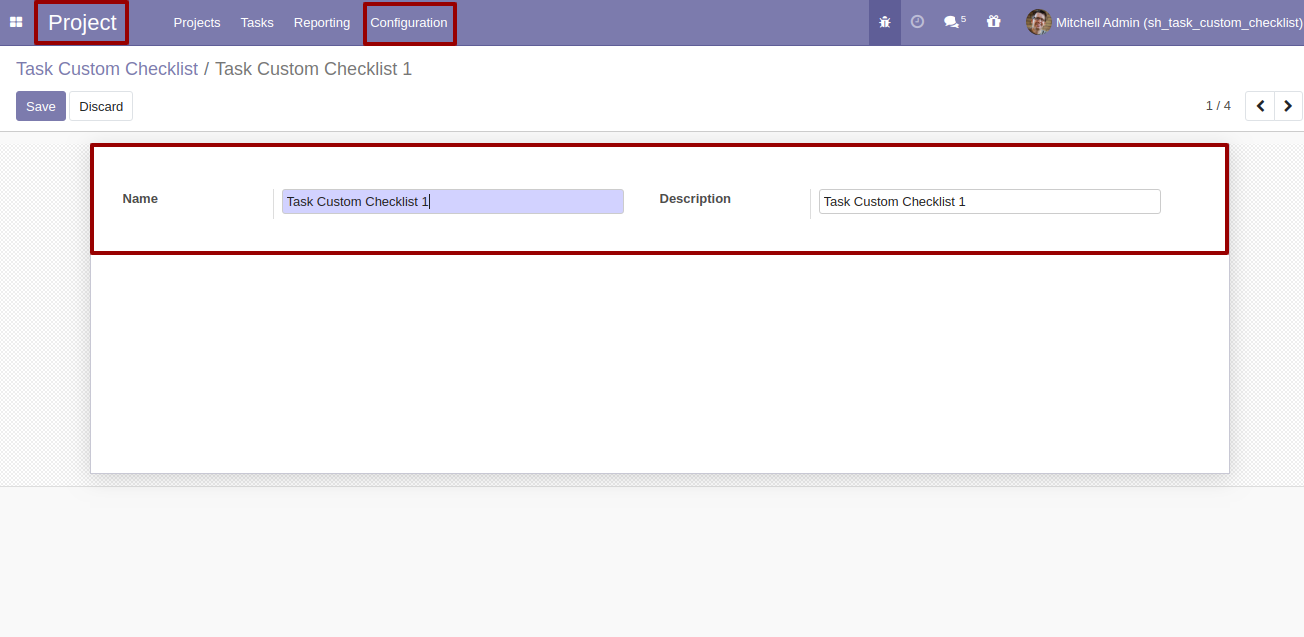 Project Projects Tasks Reporting Configuration 5 Mitchell Admin (sh_task_custom_checklist)
Task Custom Checklist / Task Custom Checklist 1
Save Discard 1 / 4
Name Task Custom Checklist 1 Description Task Custom Checklist 1